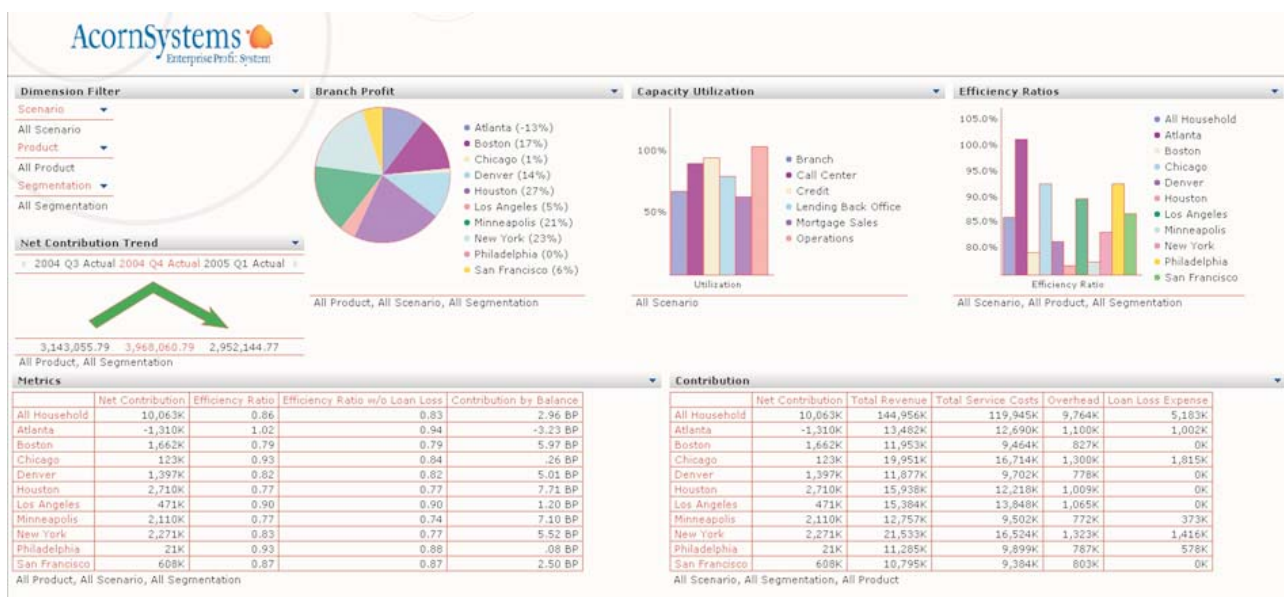 AcornSystems
Enterprise Profit System
Dimension Filter
Scenario
All Scenario
Product
All Product
Segmentation
All Segmentation
Net Contribution Trend
2004 Q3 Actual 2004 Q4 Actual 2005 Q1 Actual
3,143,055.79 3,968,060.79 2,952,144.77
All Product, All Segmentation
Branch Profit
Atlanta (-13%)
Boston (17%)
Chicago (1%)
Denver (14%)
Houston (27%)
Los Angeles (5%)
Minneapolis (21%)
New York (23%)
Philadelphia (0%)
San Francisco (6%)
All Product, All Scenario, All Segmentation
Capacity Utilization
100%
50%
Utilization
Branch
Call Center
Credit
Lending Back Office
Mortgage Sales
Operations
All Scenario
Efficiency Ratios
105.0%
100.0%
95.0%
90.0%
85.0%
80.0%
Efficiency Ratio
All Household
Atlanta
Boston
Chicago
Denver
Houston
Los Angeles
Minneapolis
New York
Philadelphia
San Francisco
All Scenario, All Product, All Segmentation
Metrics
Net Contribution Efficiency Ratio Efficiency Ratio w/o Loan Loss Contribution by Balance
All Household 10,063K 0.86 0.83 2.96 BP
Atlanta -1,310K 1.02 0.94 -3.23 BP
Boston 1,662K 0.79 0.79 5.97 BP
Chicago 123K 0.93 0.84 .26 BP
Denver 1,397K 0.82 0.82 5.01 BP
Houston 2,710K 0.77 0.77 7.71 BP
Los Angeles 471K 0.90 0.90 1.20 BP
Minneapolis 2,110K 0.77 0.74 7.10 BP
New York 2,271K 0.83 0.77 5.52 BP
Philadelphia 21K 0.93 0.88 .08 BP
San Francisco 608K 0.87 0.87 2.50 BP
All Product, All Scenario, All Segmentation
Contribution
Net Contribution Total Revenue Total Service Costs Overhead Loan Loss Expense
All Household 10,063K 144,956K 119,945K 9,764K 5,183K
Atlanta -1,310K 13,482K 12,690K 1,100K 1,002K
Boston 1,662K 11,953K 9,464K 827K 0K
Chicago 123K 19,951K 16,714K 1,300K 1,815K
Denver 1,397K 11,877K 9,702K 778K 0K
Houston 2,710K 15,938K 12,218K 1,009K 0K
Los Angeles 471K 15,384K 13,848K 1,065K 0K
Minneapolis 2,110K 12,757K 9,502K 772K 373K
New York 2,271K 21,533K 16,524K 1,323K 1,416K
Philadelphia 21K 11,285K 9,899K 787K 578K
San Francisco 608K 10,795K 9,384K 803K 0K
All Scenario, All Segmentation, All Product